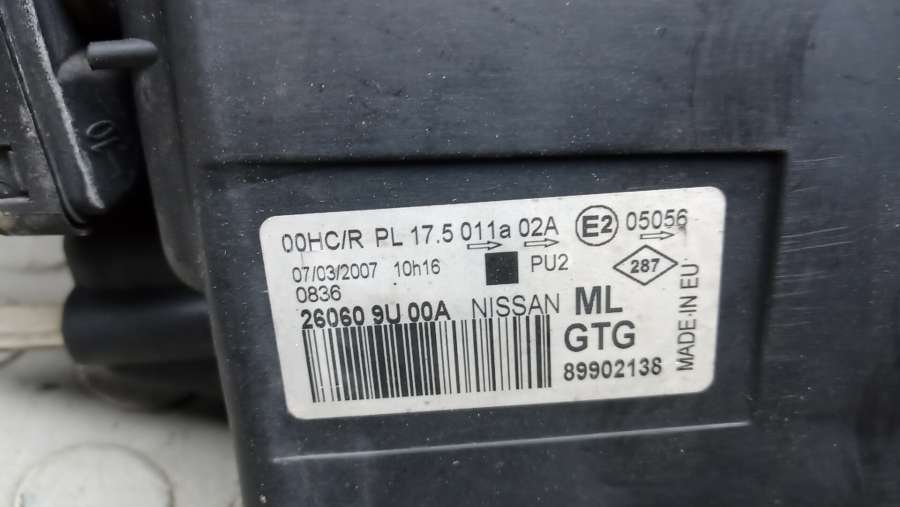 00HC/R PL 17.5 011a 02A E2 05056
07/03/2007 10h16 PU2 287
0836
26060 9U 00A NISSAN ML
GTG
89902138
MADE-IN EU
10